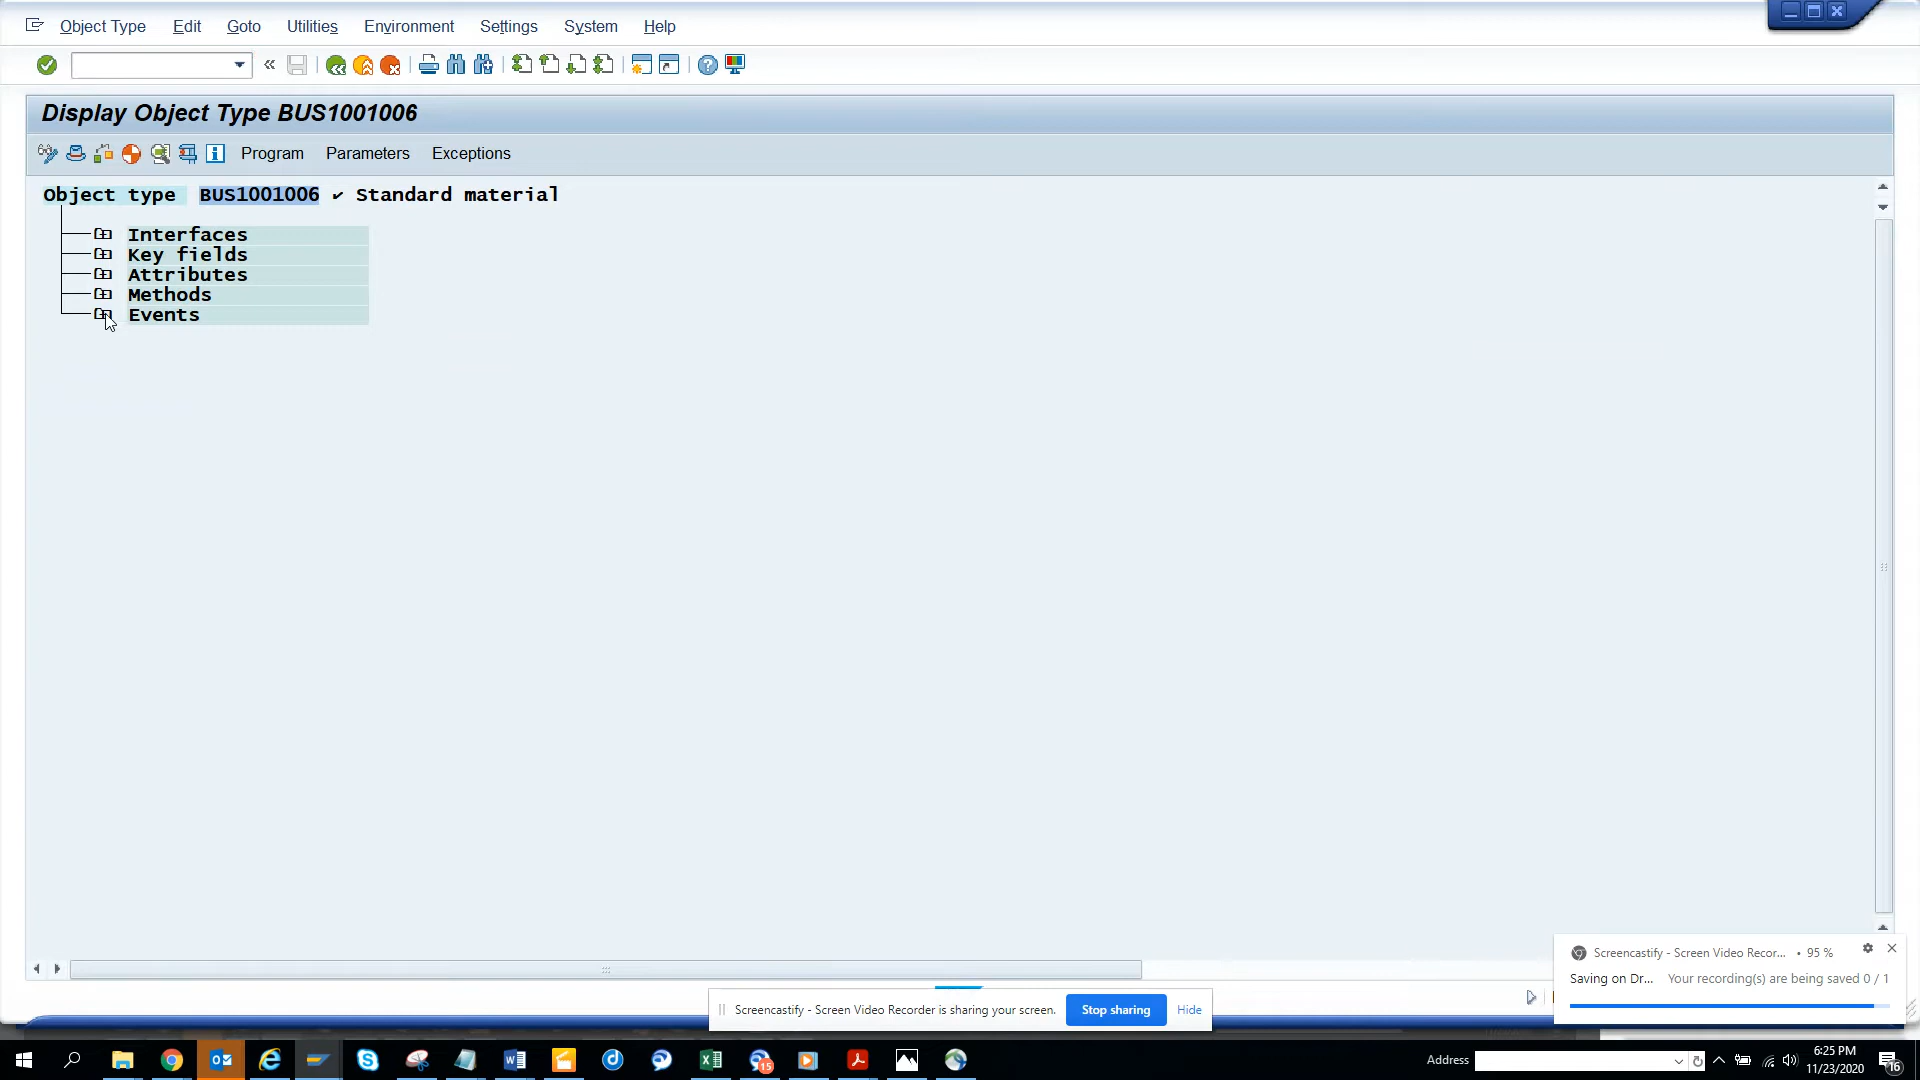 Object Type Edit Goto Utilities Environment Settings System Help
Display Object Type BUS1001006
Program Parameters Exceptions
Object type BUS1001006 ✔ Standard material
Interfaces
Key fields
Attributes
Methods
Events
Screencastify - Screen Video Recor... • 95 %
Saving on Dr... Your recording(s) are being saved 0 / 1
Screencastify - Screen Video Recorder is sharing your screen. Stop sharing Hide
Address
6:25 PM
11/23/2020
15
16